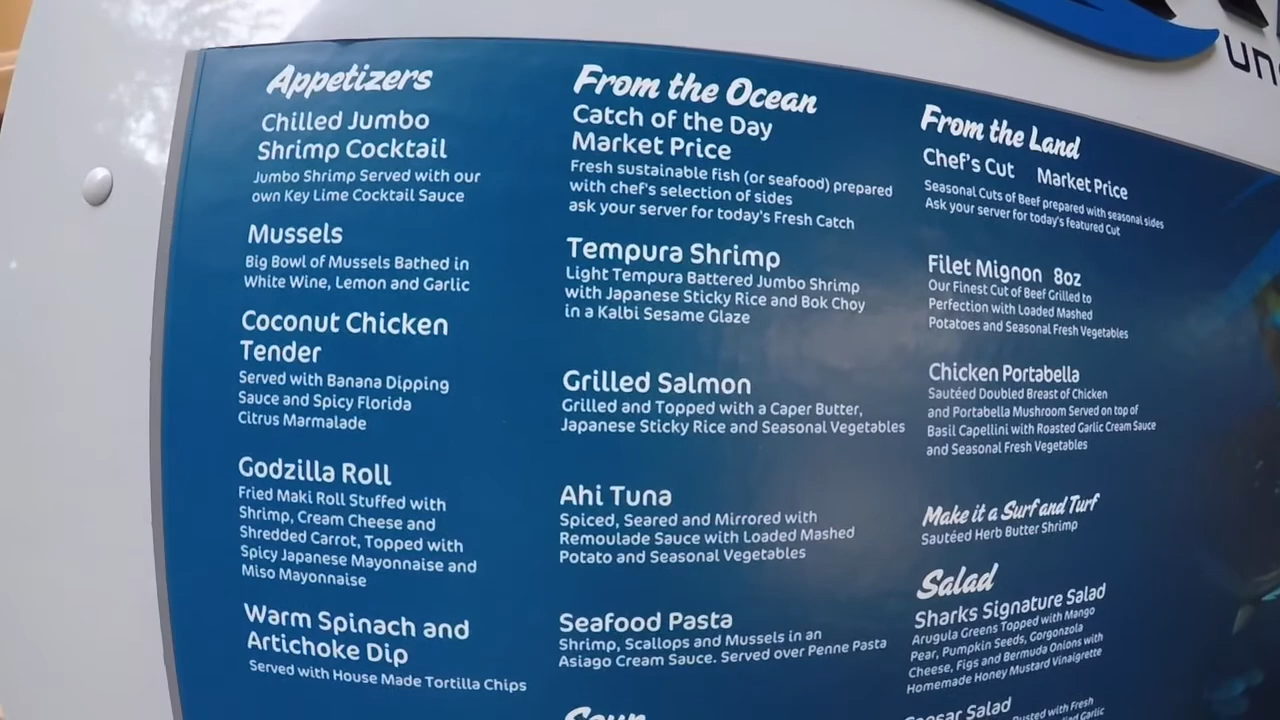 Appetizers
Chilled Jumbo
Shrimp Cocktail
Jumbo Shrimp Served with our
own Key Lime Cocktail Sauce
Mussels
Big Bowl of Mussels Bathed in
White Wine, Lemon and Garlic
Coconut Chicken
Tender
Served with Banana Dipping
Sauce and Spicy Florida
Citrus Marmalade
Godzilla Roll
Fried Maki Roll Stuffed with
Shrimp, Cream Cheese and
Shredded Carrot, Topped with
Spicy Japanese Mayonnaise and
Miso Mayonnaise
Warm Spinach and
Artichoke Dip
Served with House Made Tortilla Chips
From the Ocean
Catch of the Day
Market Price
Fresh sustainable fish (or seafood) prepared
with chef's selection of sides
ask your server for today's Fresh Catch
Tempura Shrimp
Light Tempura Battered Jumbo Shrimp
with Japanese Sticky Rice and Bok Choy
in a Kalbi Sesame Glaze
Grilled Salmon
Grilled and Topped with a Caper Butter,
Japanese Sticky Rice and Seasonal Vegetables
Ahi Tuna
Spiced, Seared and Mirrored with
Remoulade Sauce with Loaded Mashed
Potato and Seasonal Vegetables
Seafood Pasta
Shrimp, Scallops and Mussels in an
Asiago Cream Sauce. Served over Penne Pasta
Soup
From the Land
Chef's Cut Market Price
Seasonal Cuts of Beef prepared with seasonal sides
Ask your server for today's featured Cut
Filet Mignon 8oz
Our Finest Cut of Beef Grilled to
Perfection with Loaded Mashed
Potatoes and Seasonal Fresh Vegetables
Chicken Portabella
Sautéed Doubled Breast of Chicken
and Portabella Mushroom Served on top of
Basil Capellini with Roasted Garlic Cream Sauce
and Seasonal Fresh Vegetables
Make it a Surf and Turf
Sautéed Herb Butter Shrimp
Salad
Sharks Signature Salad
Arugula Greens Topped with Mango
Pear, Pumpkin Seeds, Gorgonzola
Cheese, Figs and Bermuda Onions with
Homemade Honey Mustard Vinaigrette
Caesar Salad
with Fresh
Garlic